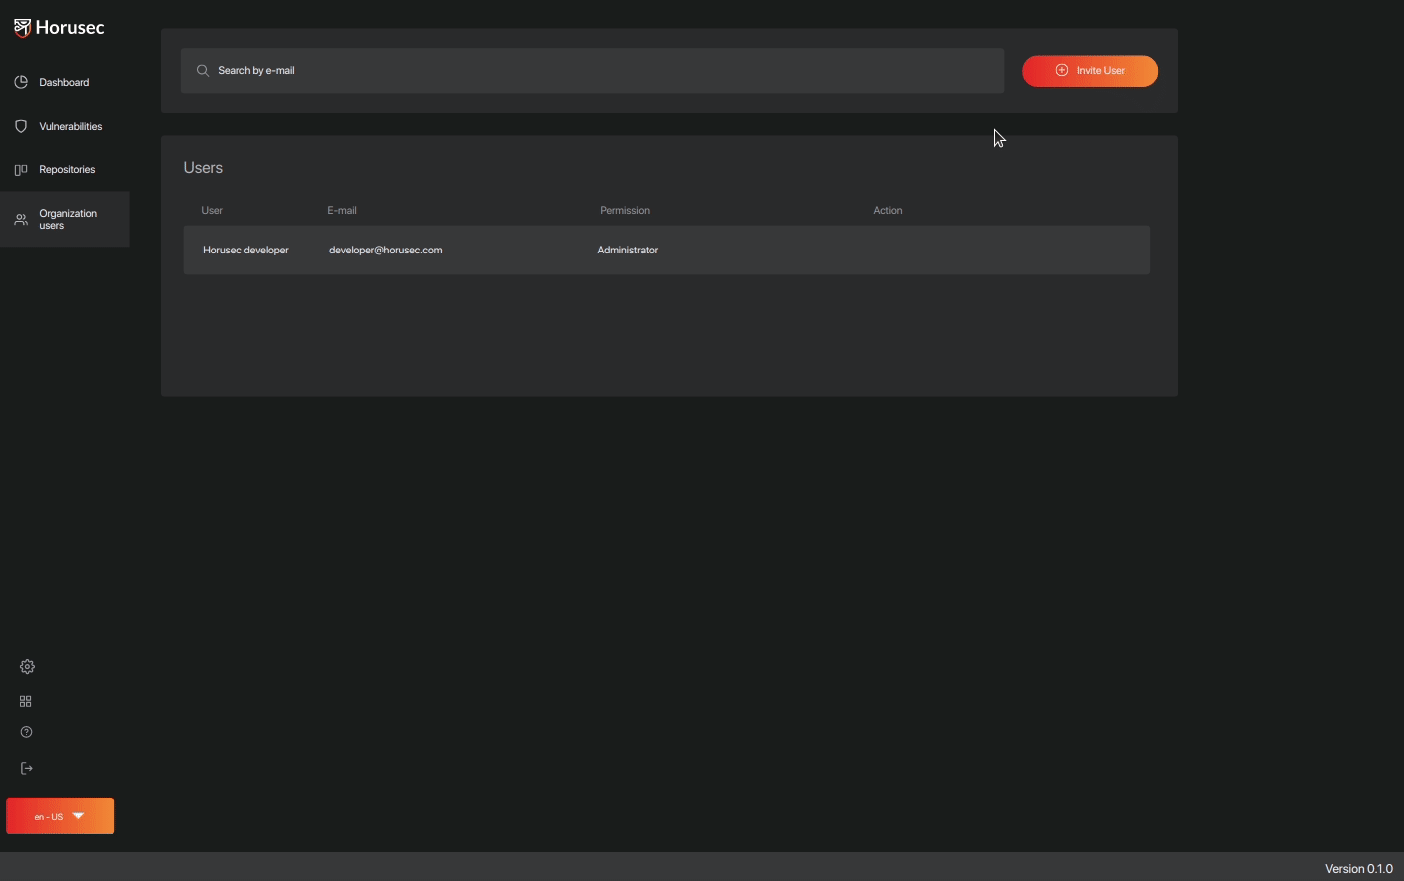 Horusec
Dashboard
Vulnerabilities
Repositories
Organization
users
Search by e-mail
Invite User
Users
User E-mail Permission Action
Horusec developer developer@horusec.com Administrator
en - US
Version 0.1.0